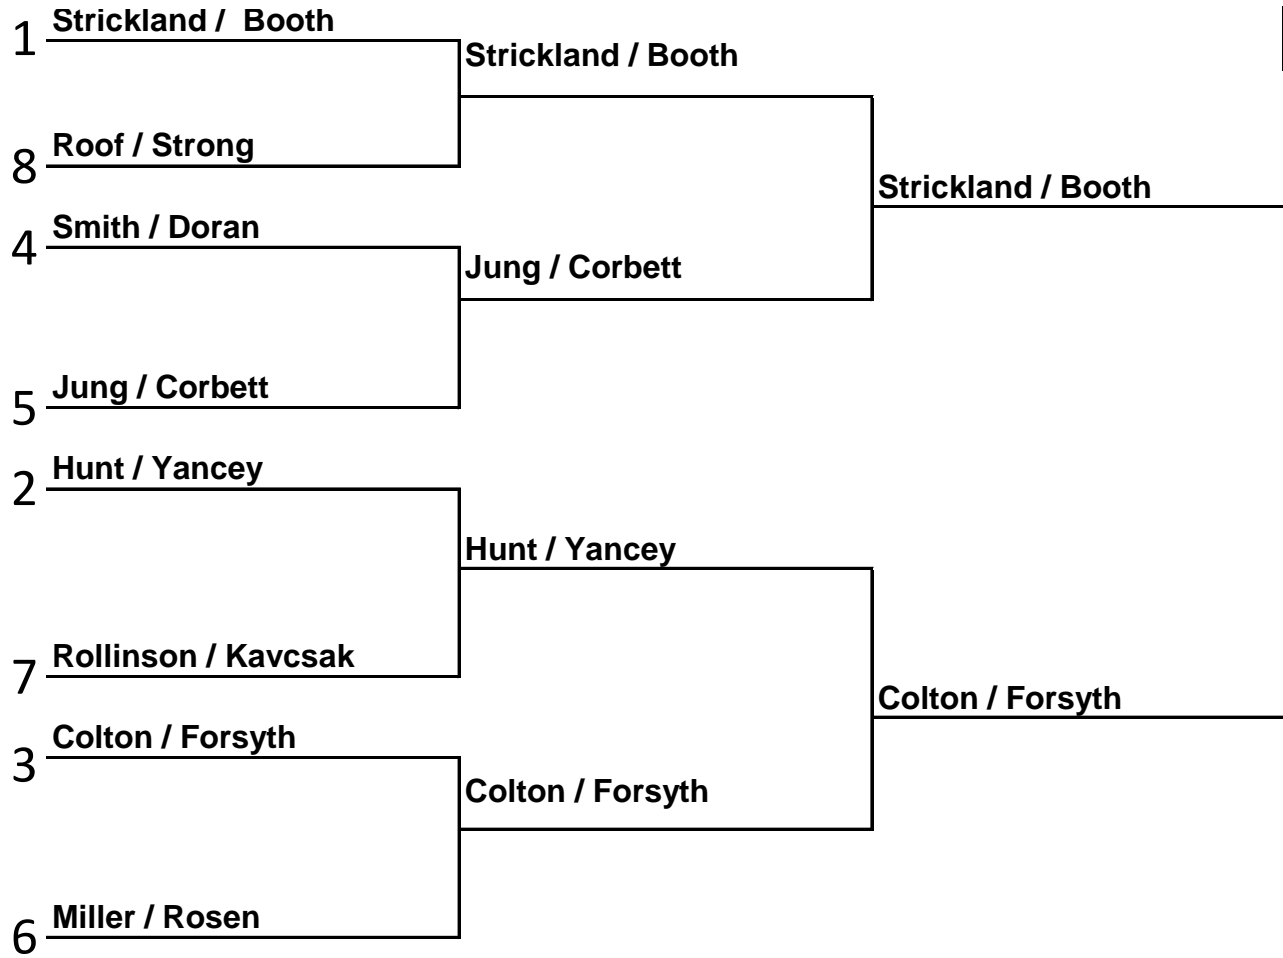 1 Strickland / Booth
Strickland / Booth
8 Roof / Strong
Strickland / Booth
4 Smith / Doran
Jung / Corbett
5 Jung / Corbett
2 Hunt / Yancey
Hunt / Yancey
7 Rollinson / Kavcsak
Colton / Forsyth
3 Colton / Forsyth
Colton / Forsyth
6 Miller / Rosen